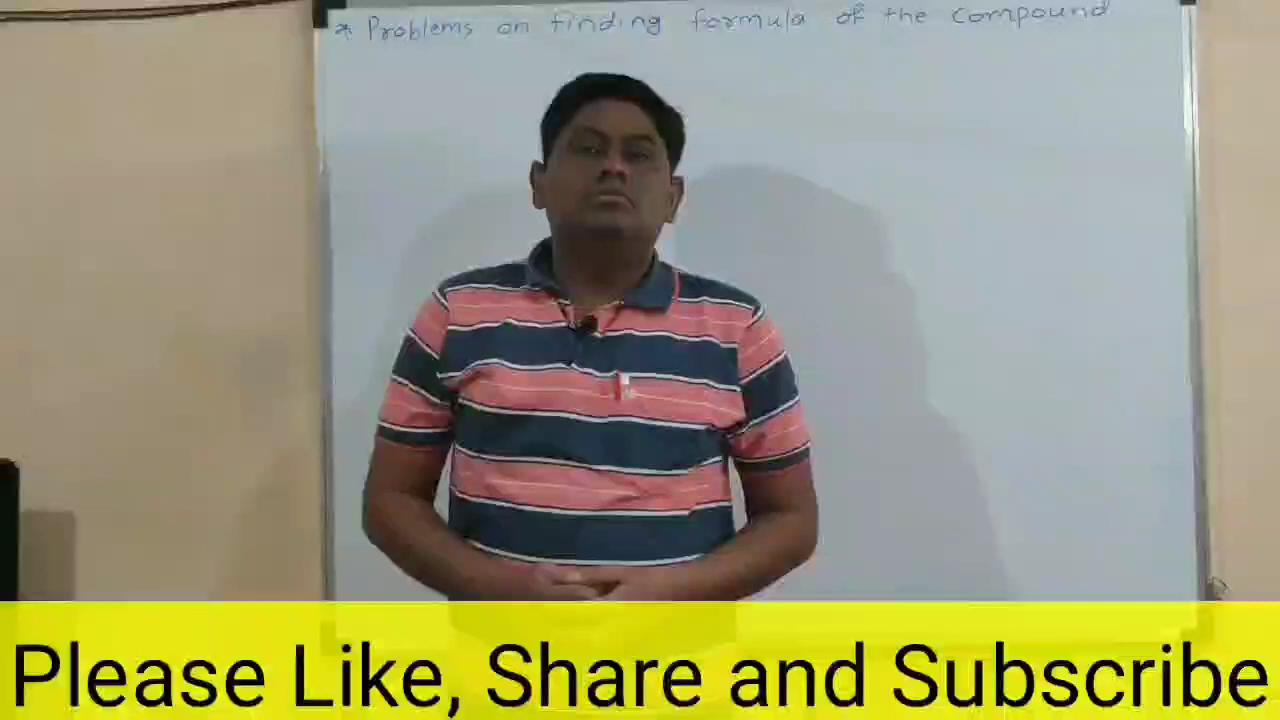 * Problems on finding formula of the compound
Please Like, Share and Subscribe